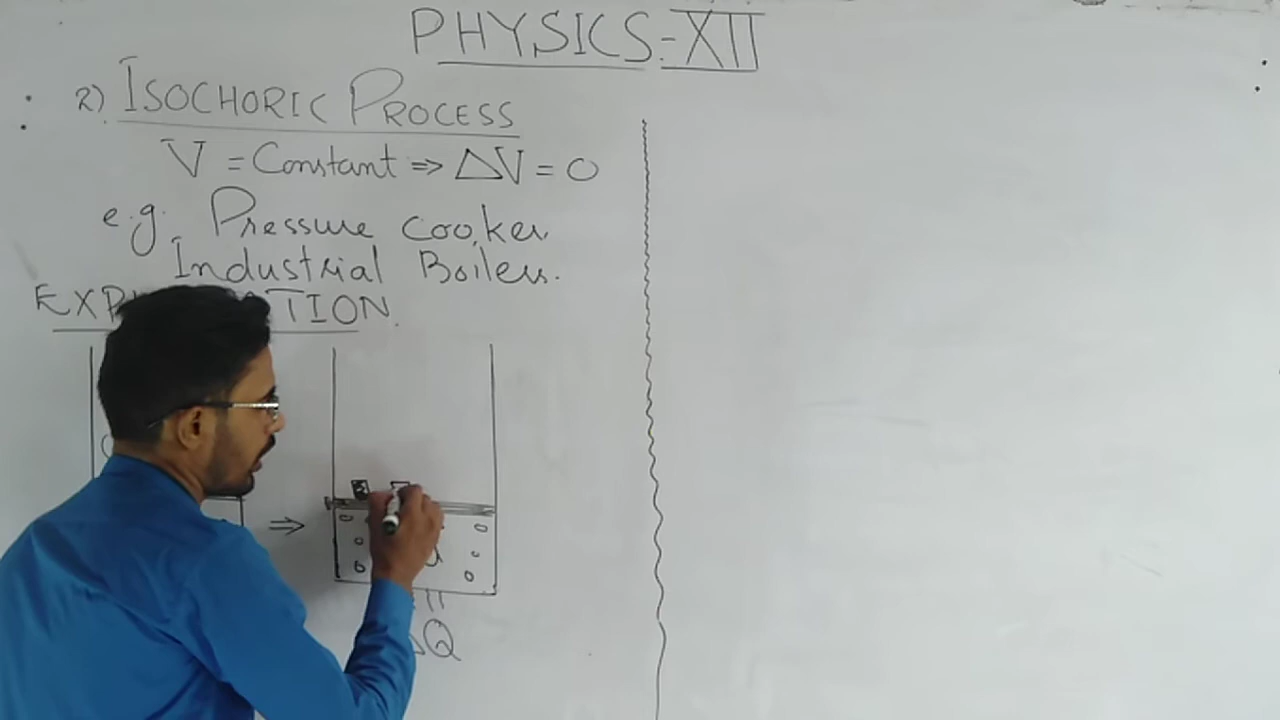 PHYSICS:-XII
2) ISOCHORIC PROCESS
V = Constant ⇒ ΔV = 0
e.g. Pressure Cooker
Industrial Boilers.
⇒
ΔQ